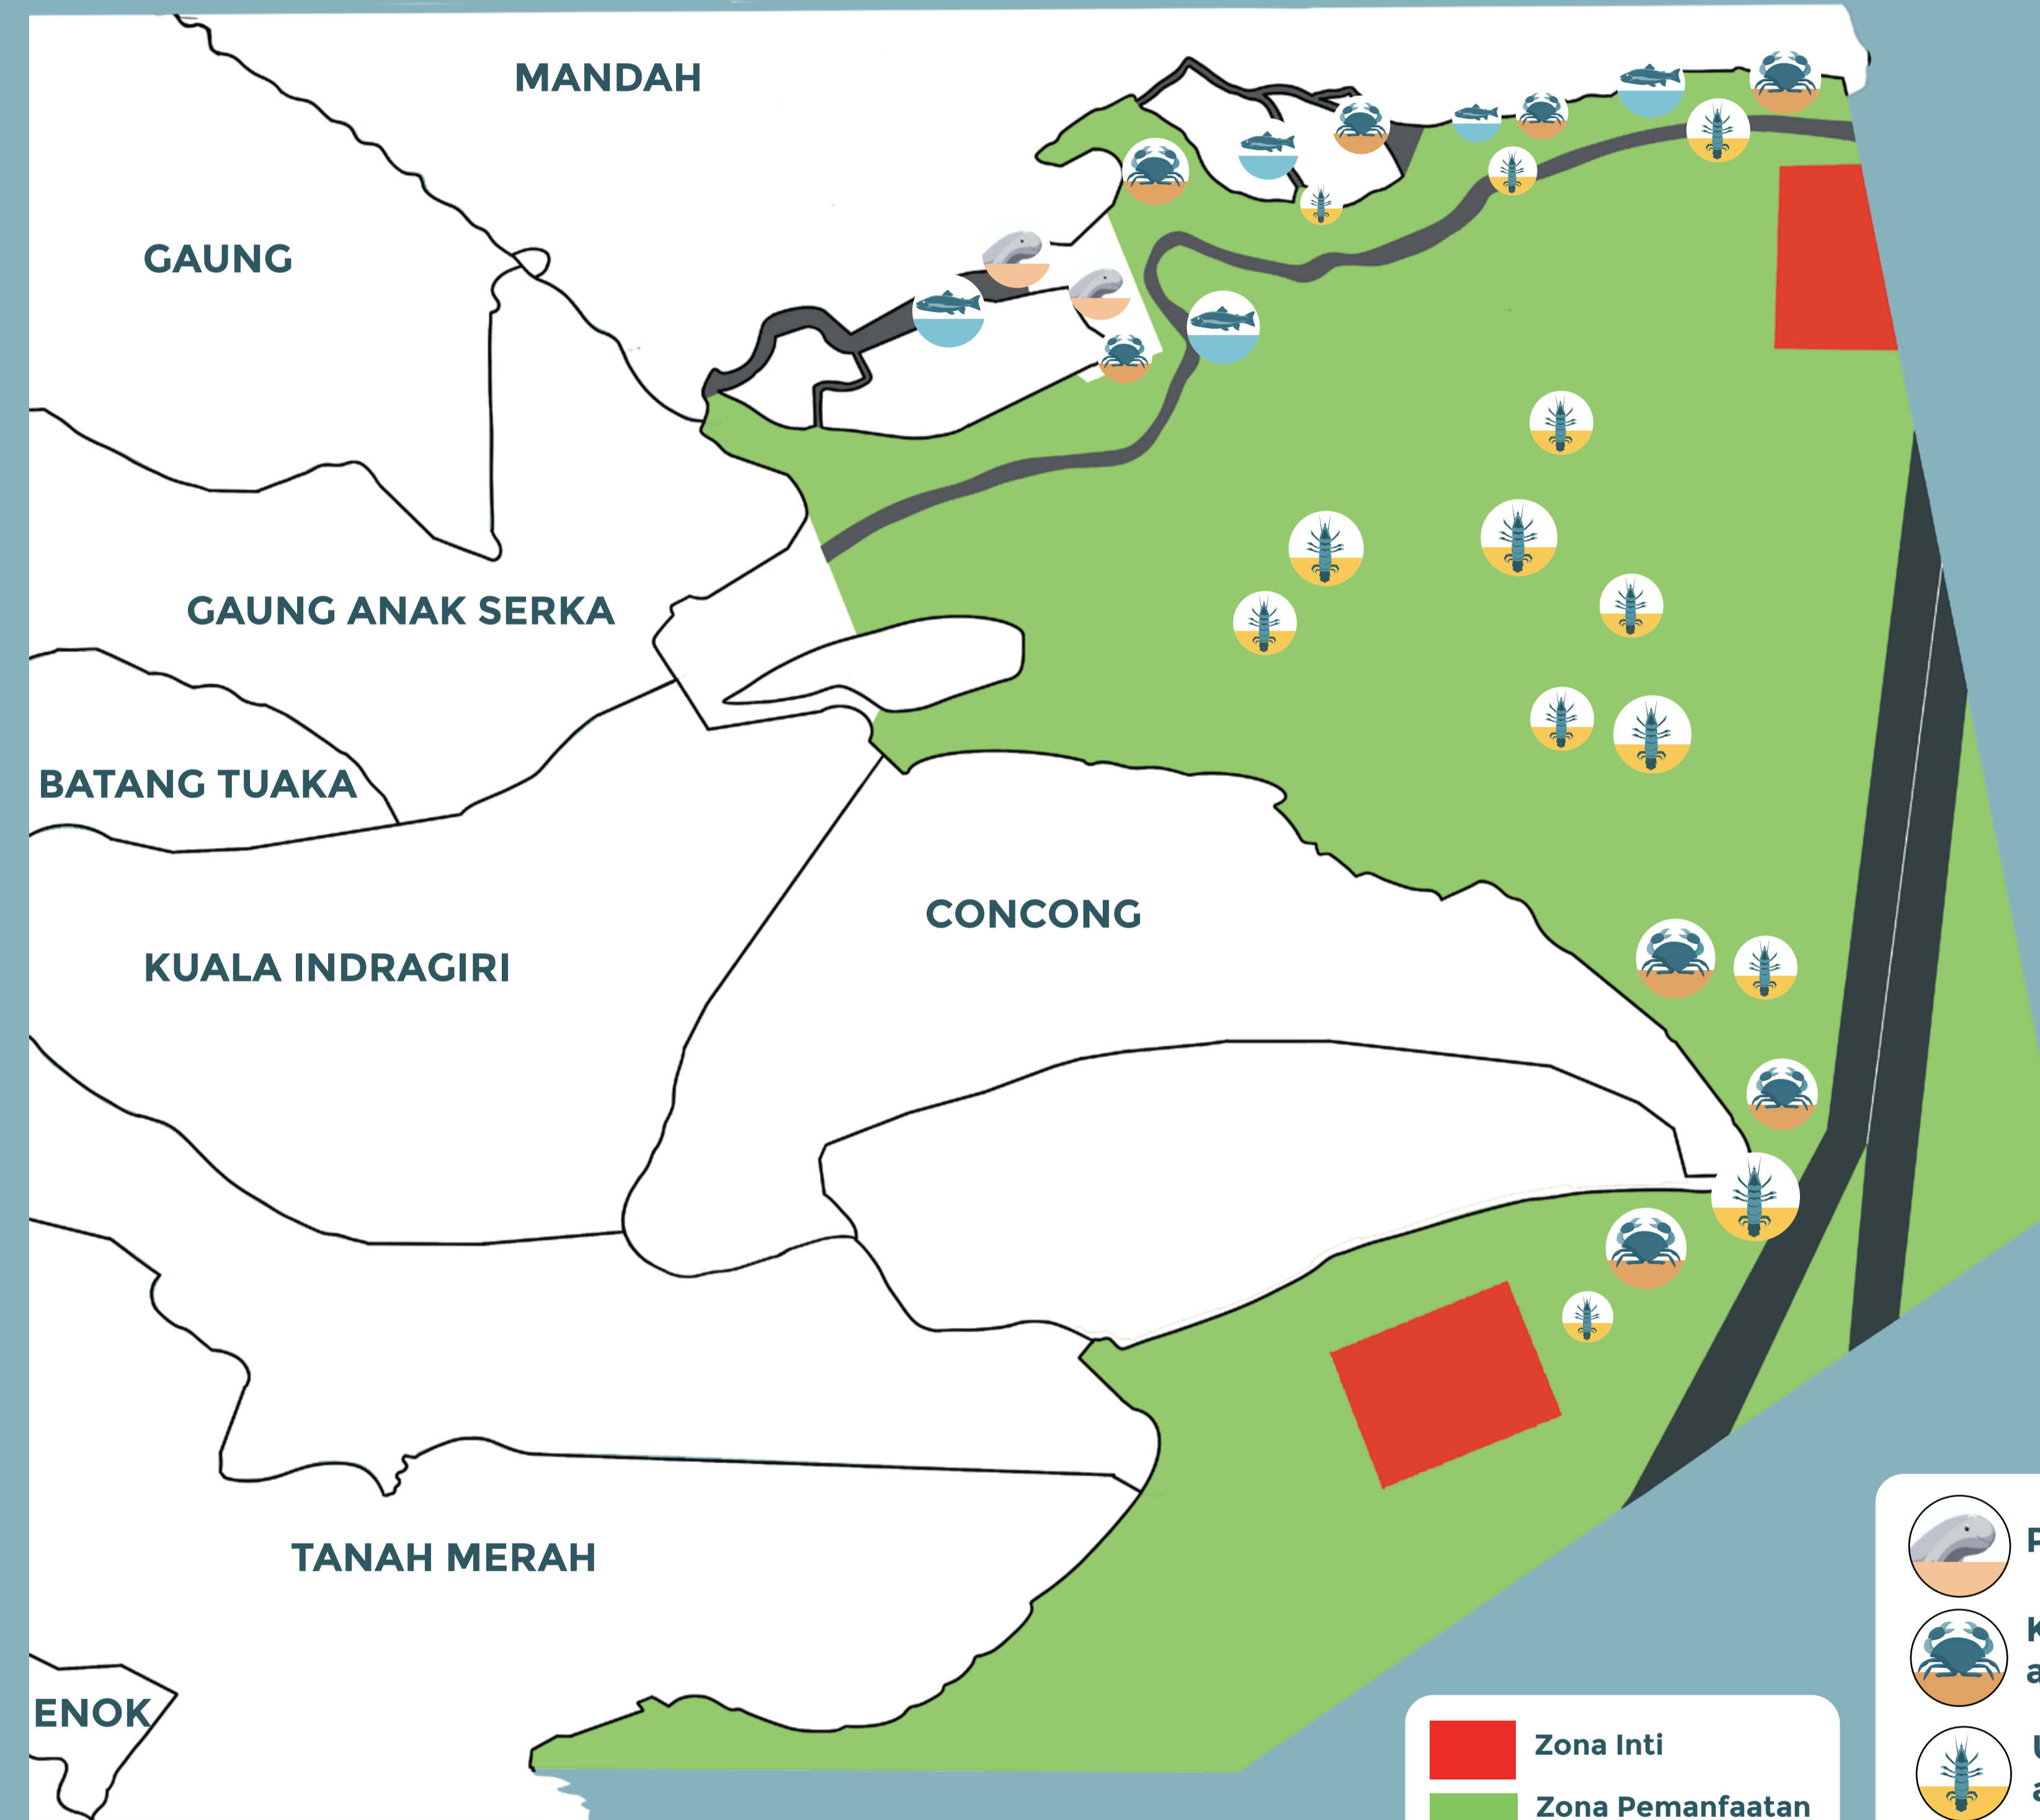 MANDAH
GAUNG
GAUNG ANAK SERKA
BATANG TUAKA
CONCONG
KUALA INDRAGIRI
TANAH MERAH
ENOK
Zona Inti
Zona Pemanfaatan